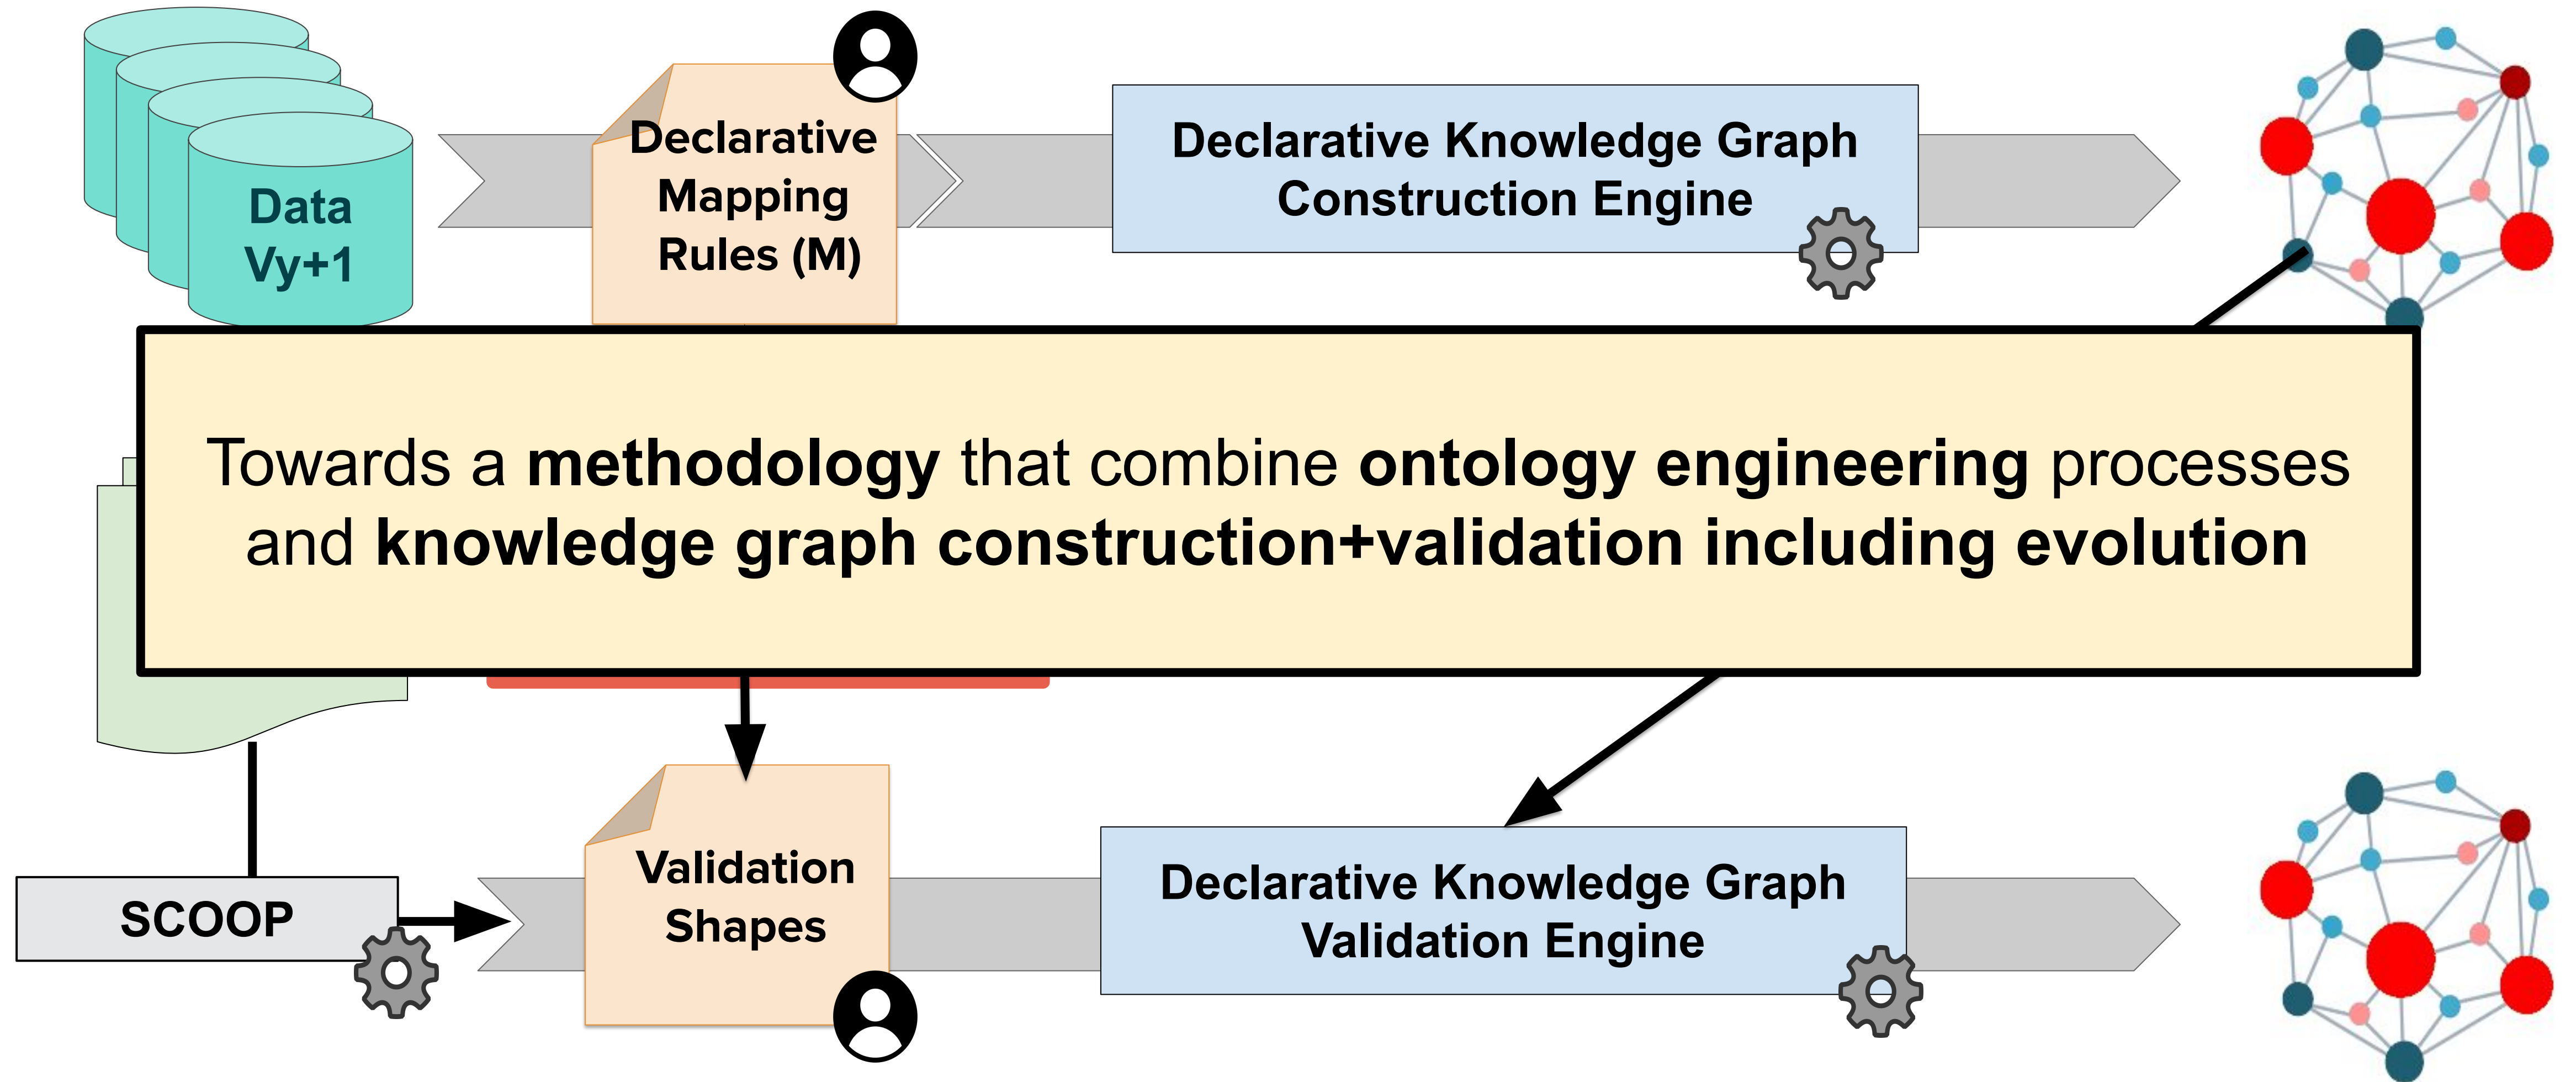 Data
Vy+1
Declarative
Mapping
Rules (M)
Declarative Knowledge Graph
Construction Engine
Towards a methodology that combine ontology engineering processes
and knowledge graph construction+validation including evolution
SCOOP
Validation
Shapes
Declarative Knowledge Graph
Validation Engine